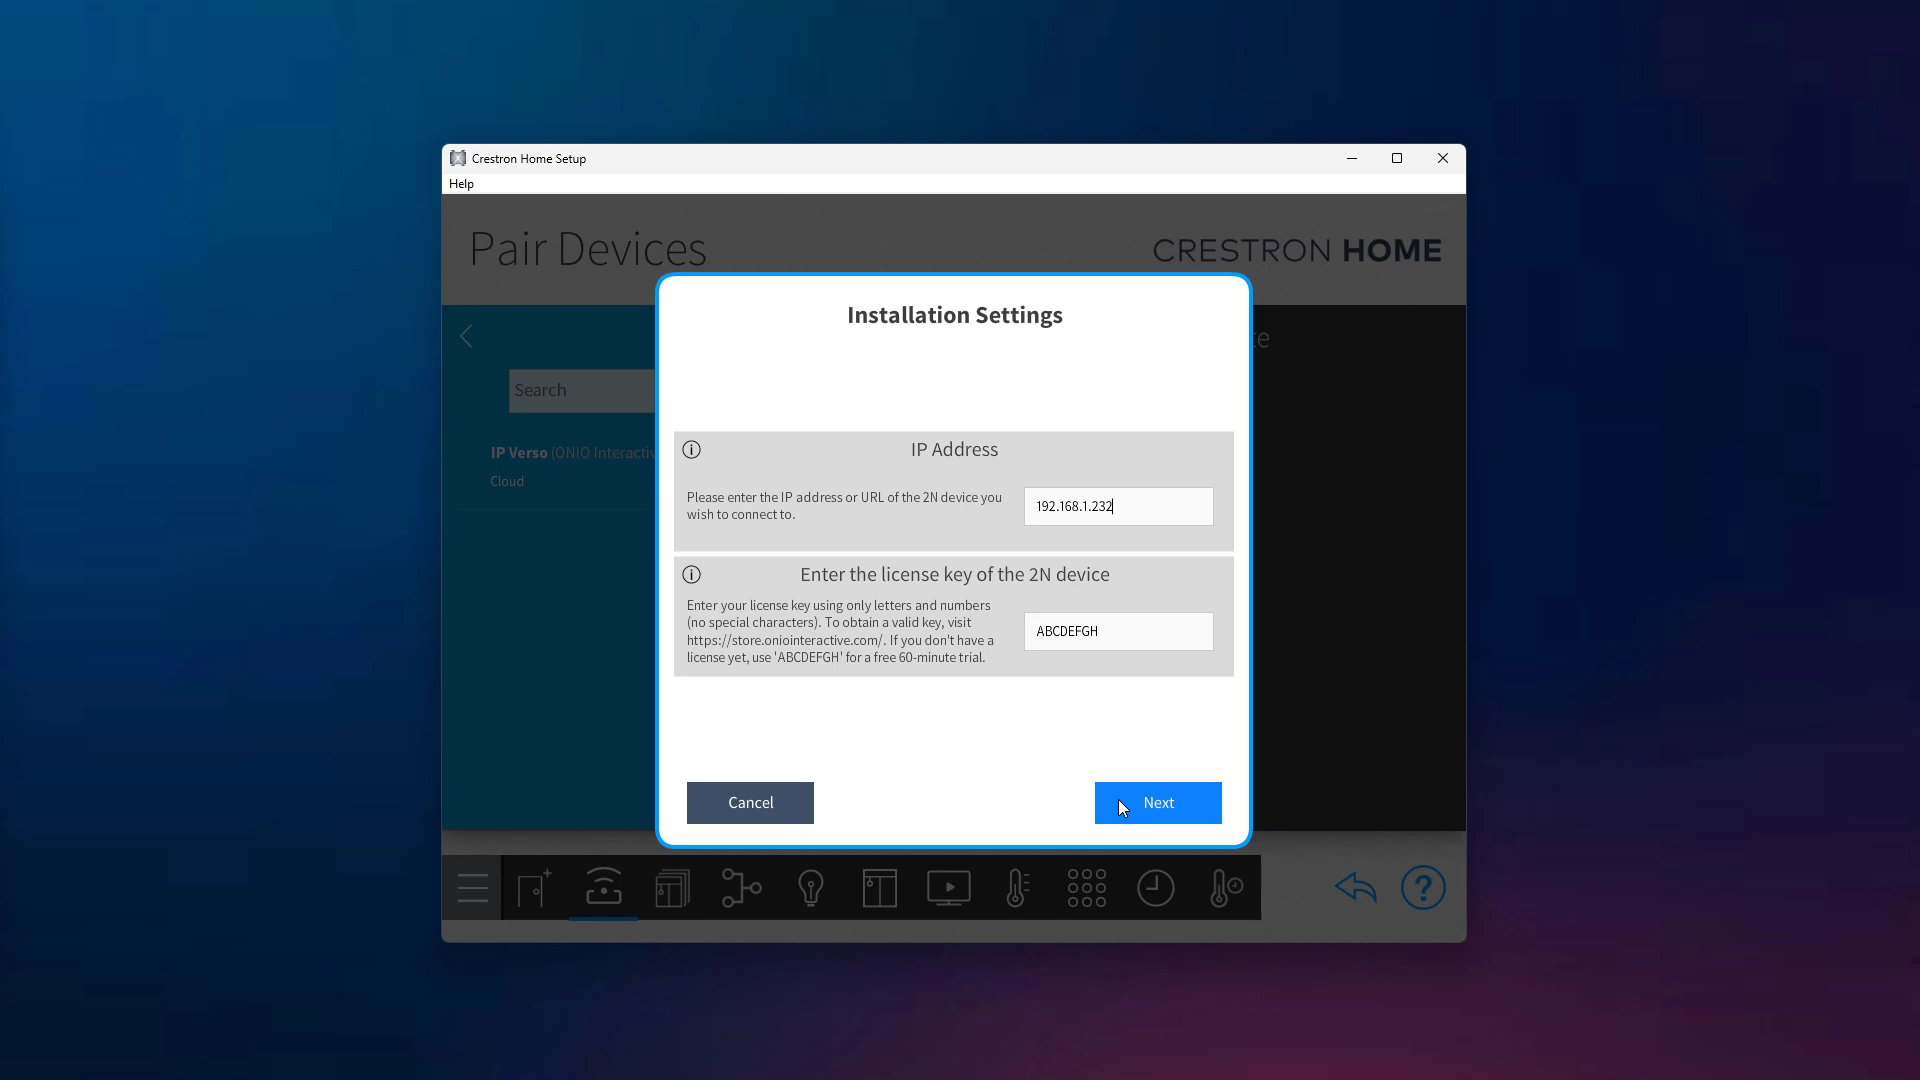 Crestron Home Setup
Help
Pair Devices
CRESTRON HOME
Installation Settings
Search
IP Verso (ONIO Interactiv
Cloud
IP Address
Please enter the IP address or URL of the 2N device you
wish to connect to.
192.168.1.232
Enter the license key of the 2N device
Enter your license key using only letters and numbers
(no special characters). To obtain a valid key, visit
https://store.oniointeractive.com/. If you don't have a
license yet, use 'ABCDEFGH' for a free 60-minute trial.
ABCDEFGH
Cancel
Next